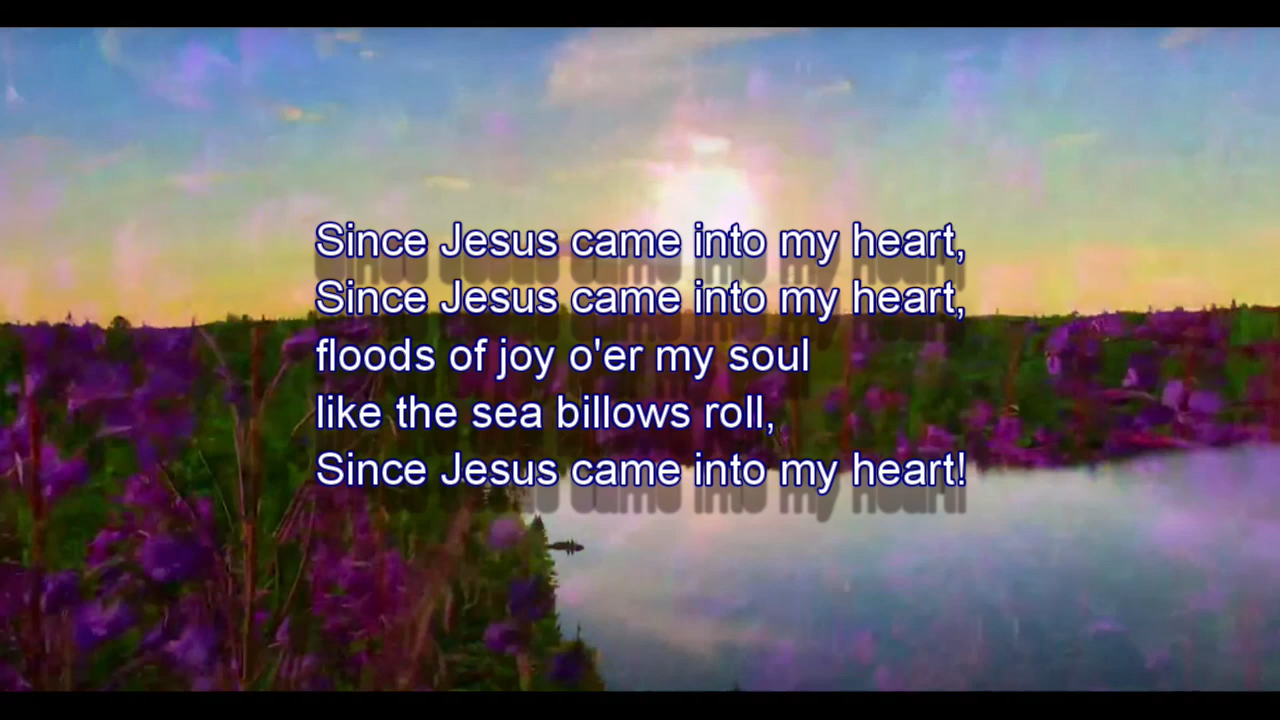 Since Jesus came into my heart,
Since Jesus came into my heart,
floods of joy o'er my soul
like the sea billows roll,
Since Jesus came into my heart!